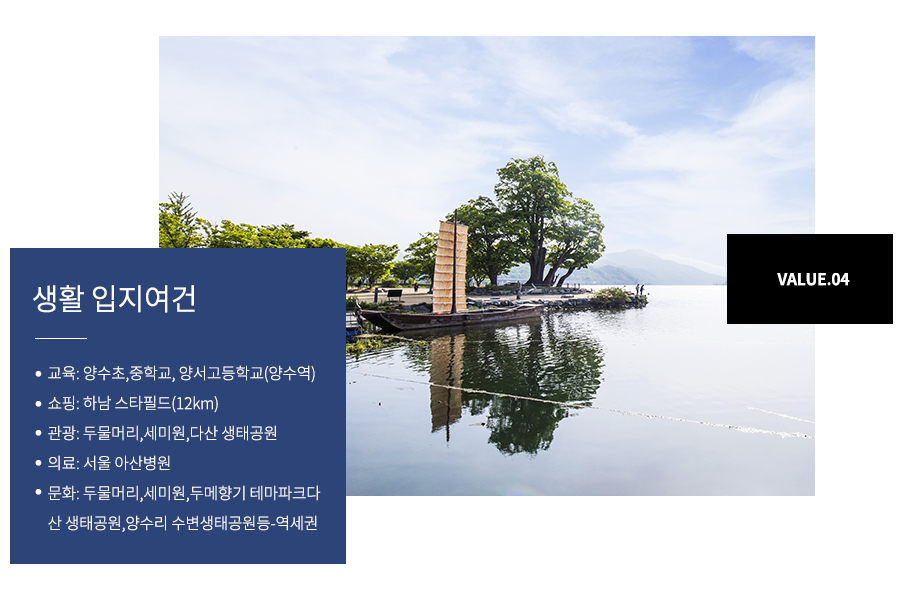 생활 입지여건
• 교육: 양수초,중학교, 양서고등학교(양수역)
• 쇼핑: 하남 스타필드(12km)
• 관광: 두물머리,세미원,다산 생태공원
• 의료: 서울 아산병원
• 문화: 두물머리,세미원,두메향기 테마파크다
산 생태공원,양수리 수변생태공원등-역세권
VALUE.04